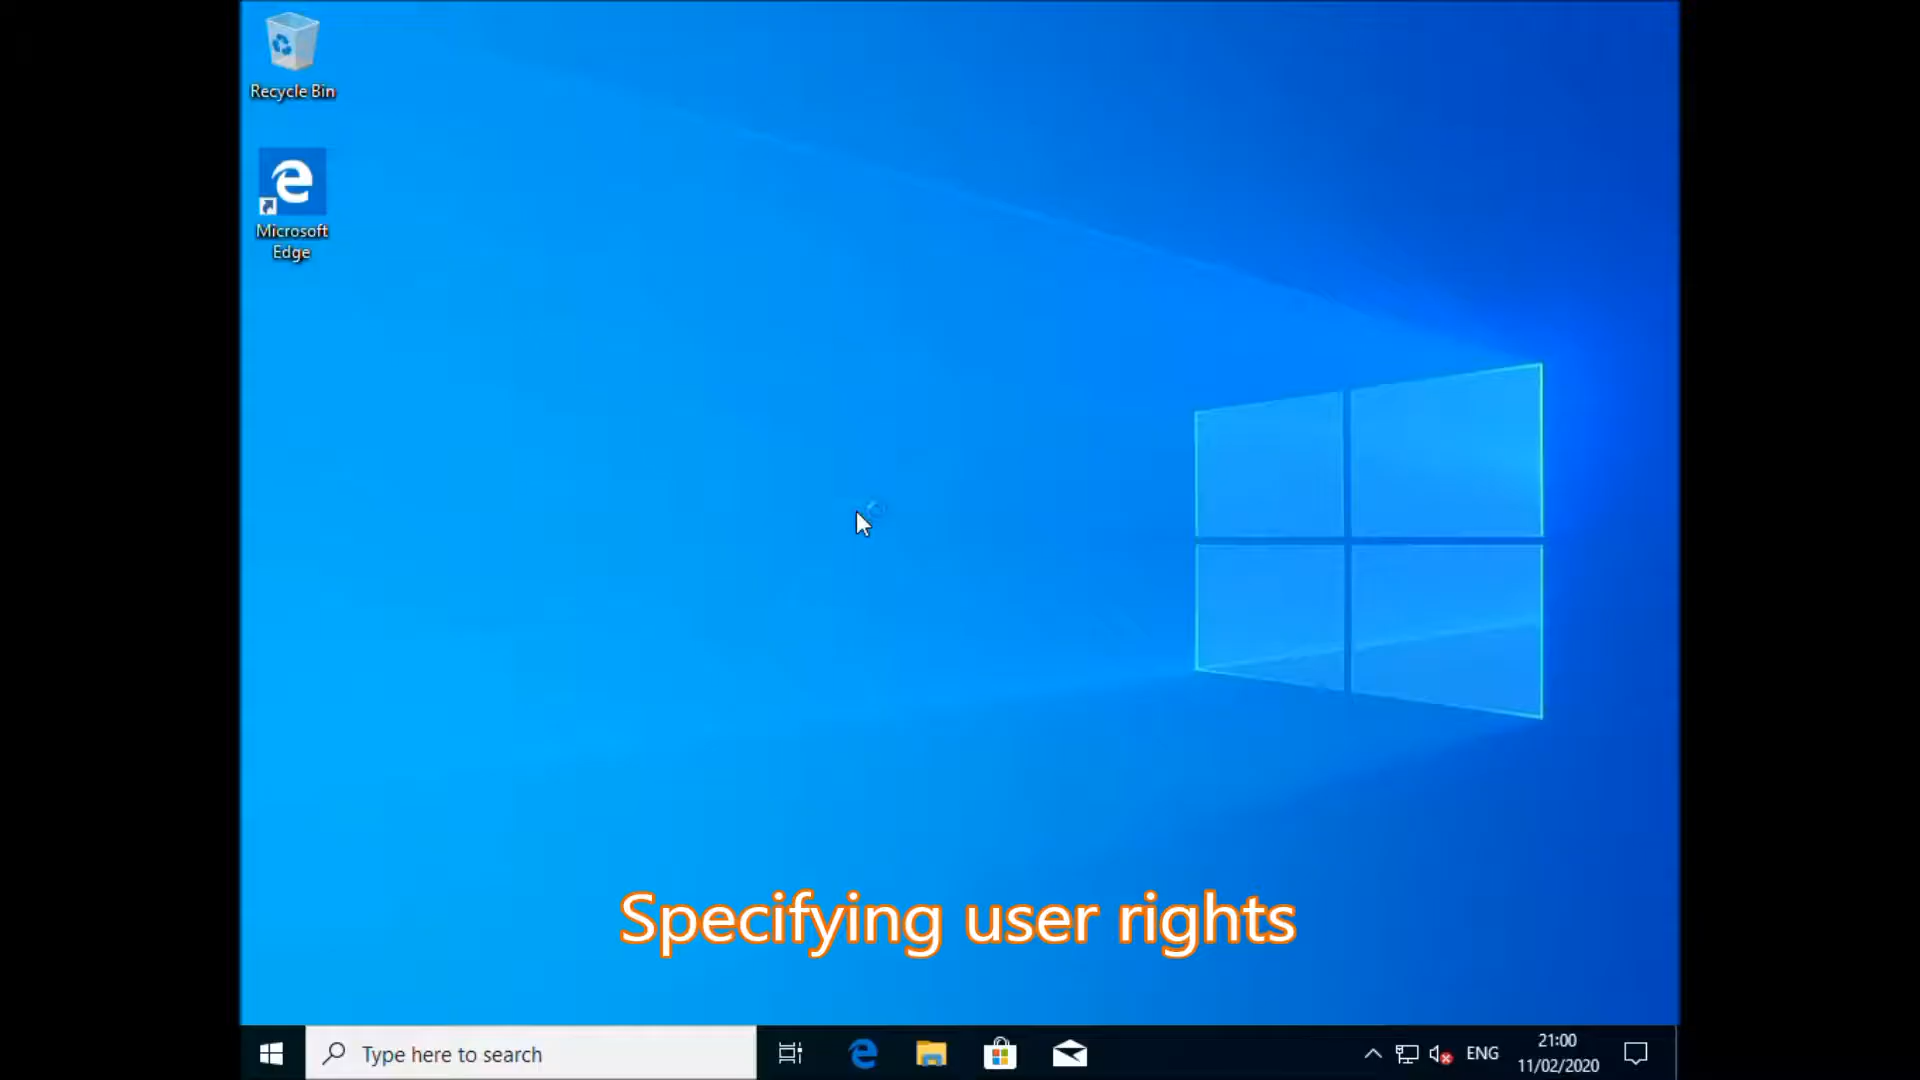 Recycle Bin
Microsoft
Edge
Specifying user rights
Type here to search
ENG
21:00
11/02/2020